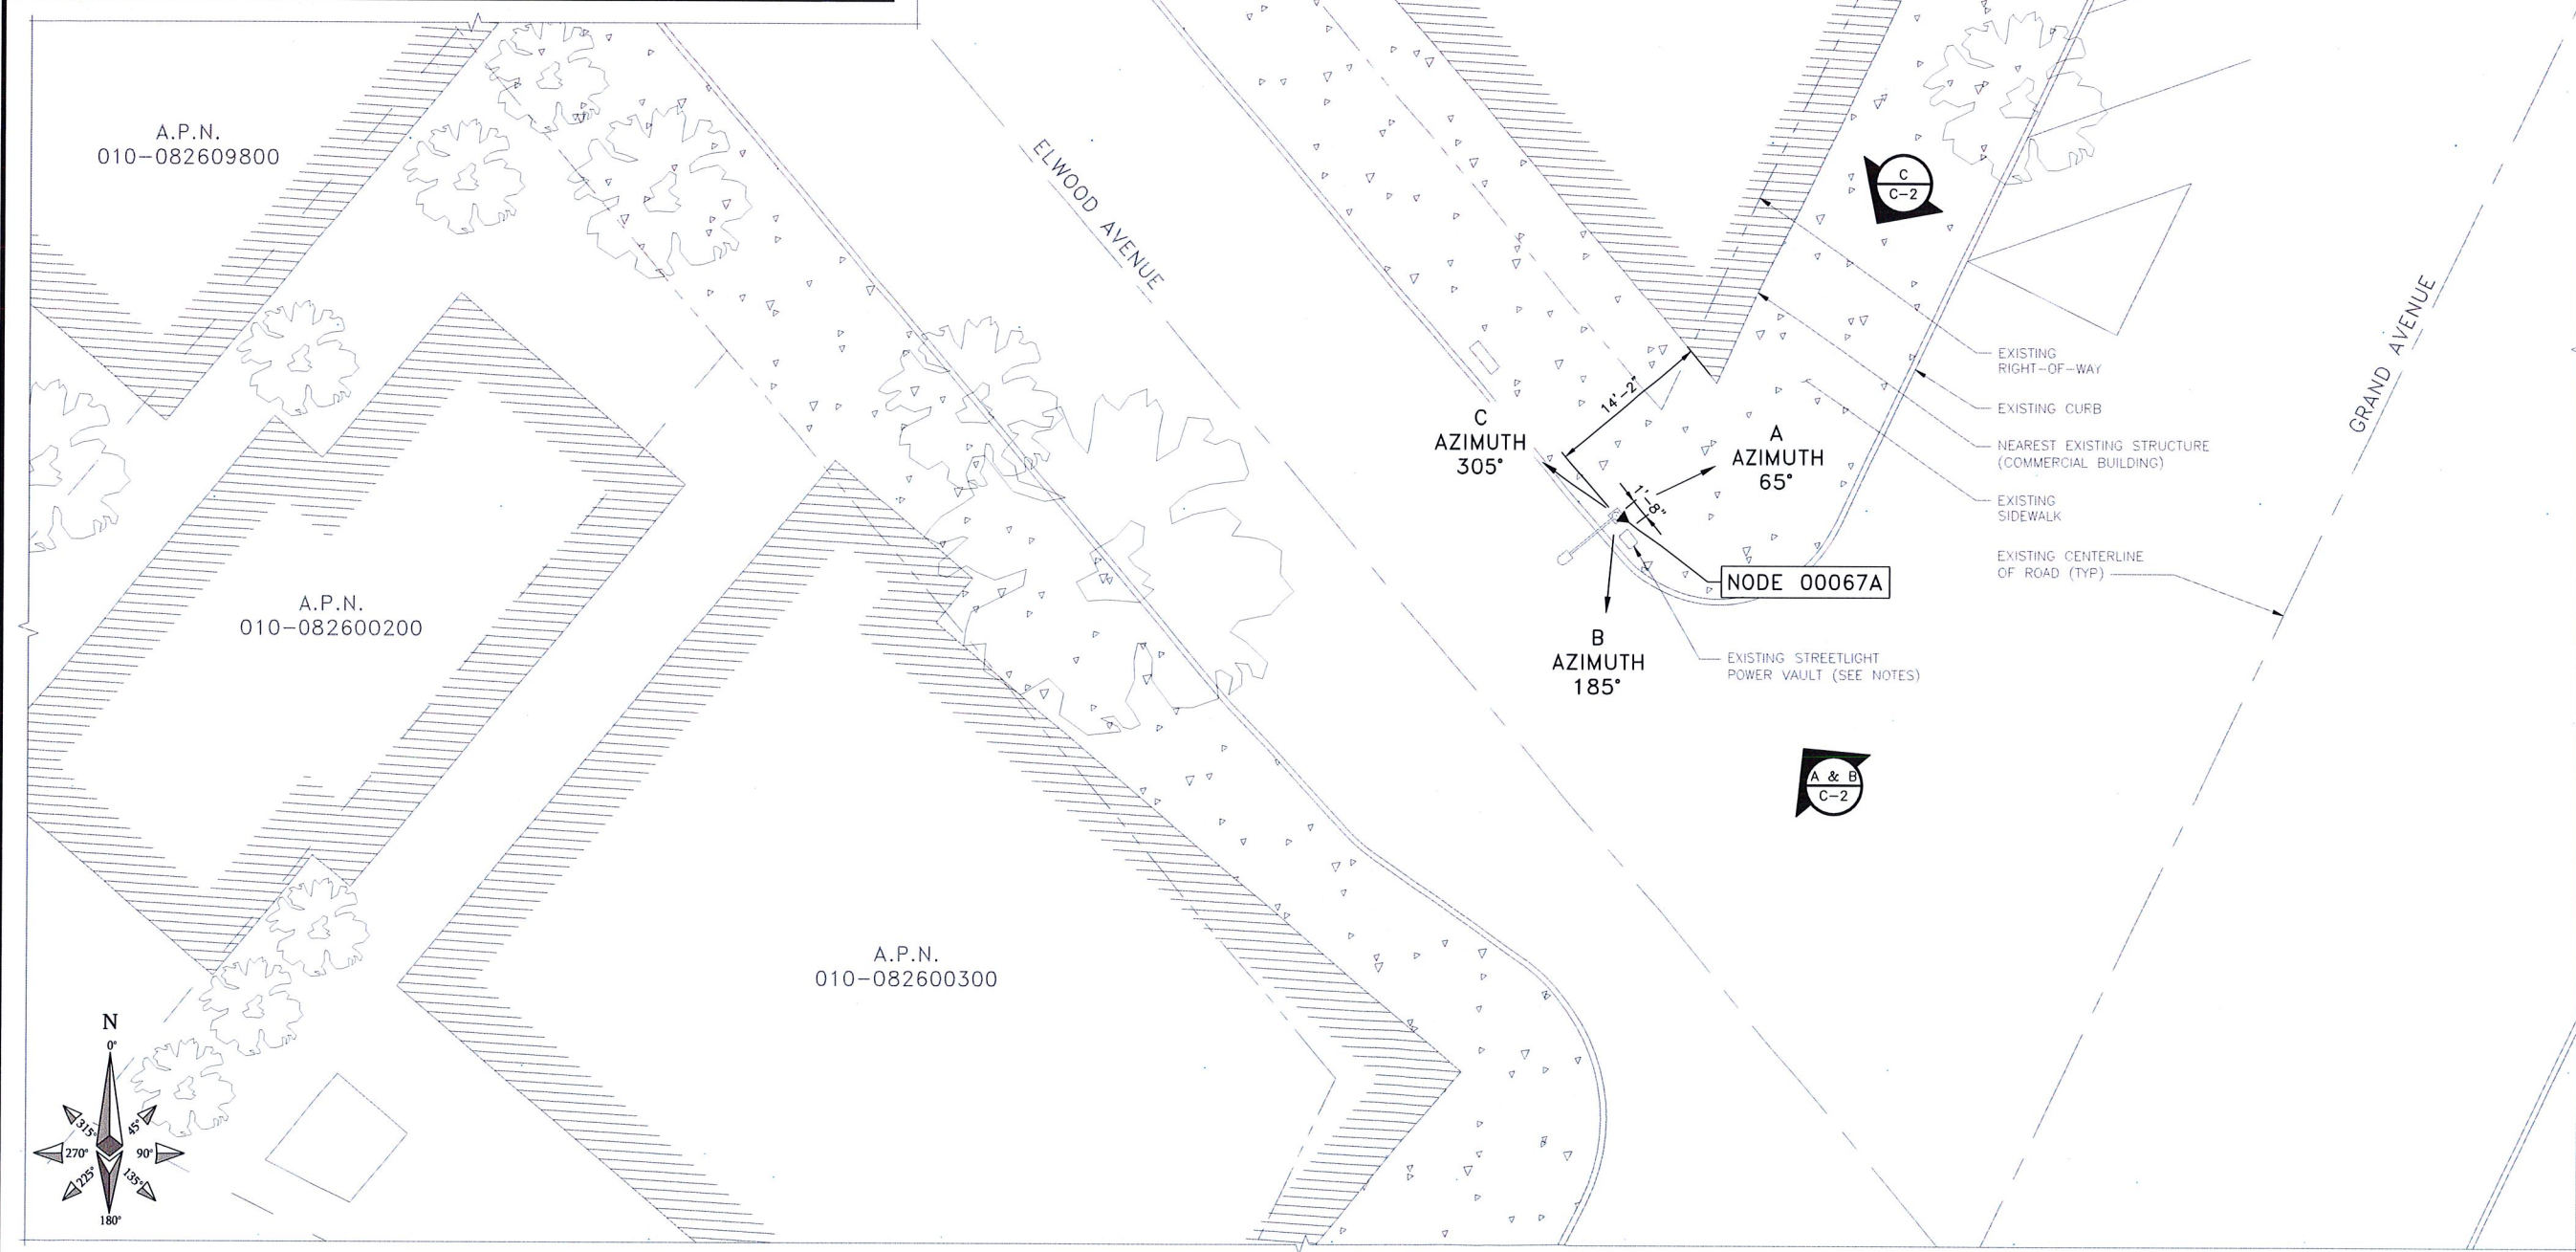 A.P.N.
010-082609800
ELWOOD AVENUE
C
C-2
EXISTING
RIGHT-OF-WAY
EXISTING CURB
NEAREST EXISTING STRUCTURE
(COMMERCIAL BUILDING)
EXISTING
SIDEWALK
EXISTING CENTERLINE
OF ROAD (TYP)
GRAND AVENUE
14'-2"
C
AZIMUTH
305°
A
AZIMUTH
65°
1'-8"
NODE 00067A
B
AZIMUTH
185°
EXISTING STREETLIGHT
POWER VAULT (SEE NOTES)
A.P.N.
010-082600200
A & B
C-2
A.P.N.
010-082600300
N
0°
315°
45°
270°
90°
225°
135°
180°